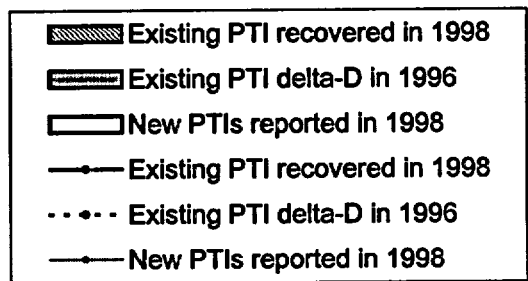 Existing PTI recovered in 1998
Existing PTI delta-D in 1996
New PTIs reported in 1998
Existing PTI recovered in 1998
Existing PTI delta-D in 1996
New PTIs reported in 1998